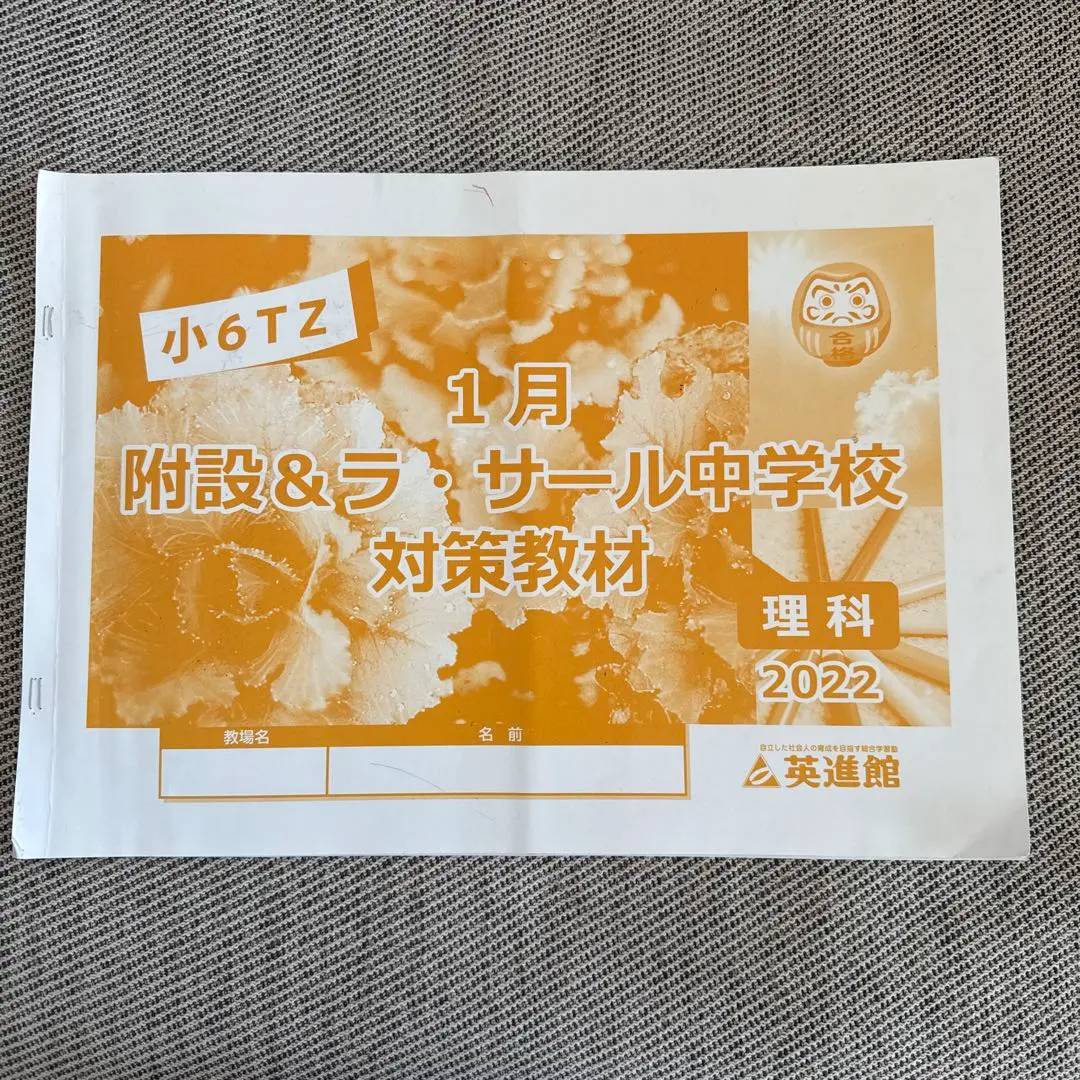 小6TZ
合格
1月
附設&ラ・サール中学校
対策教材
理科
2022
教場名
名前
自立した社会人の育成を目指す総合学習塾
英進館